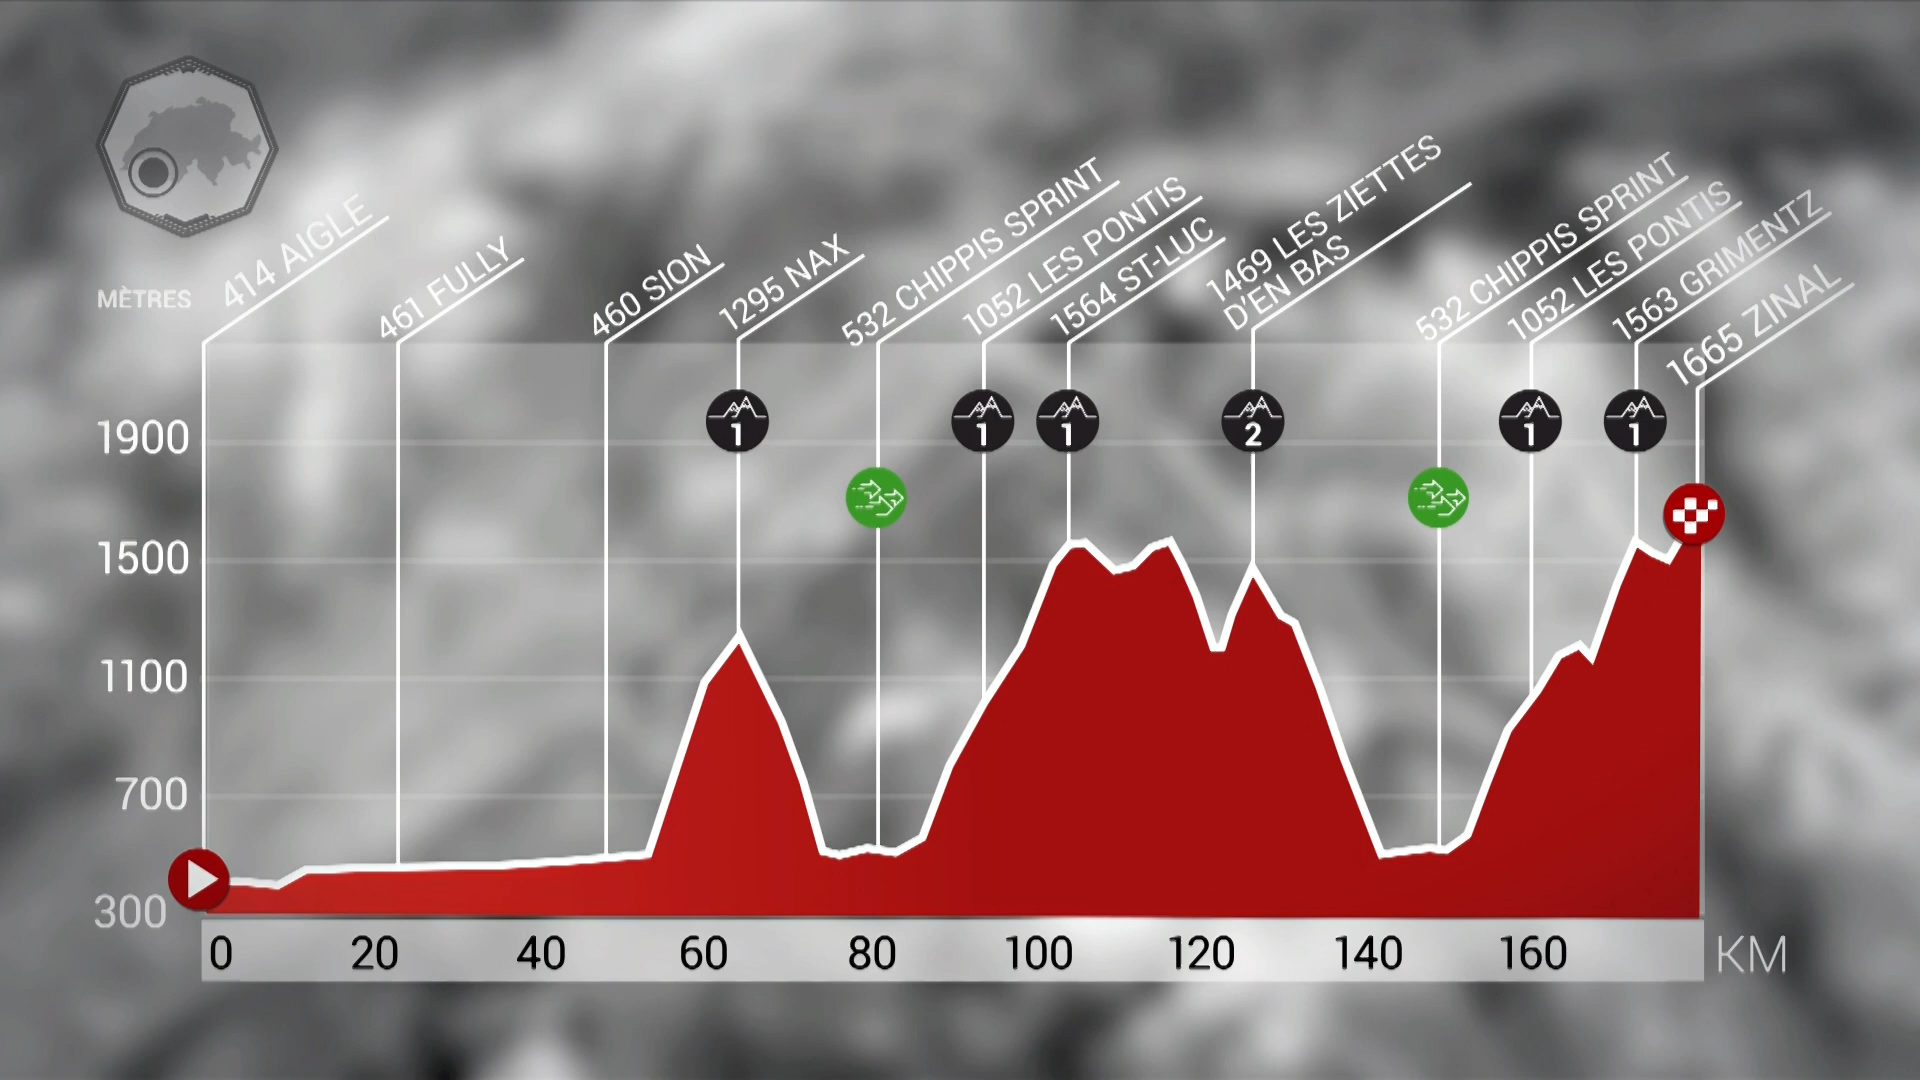 414 AIGLE
461 FULLY
460 SION
1295 NAX
532 CHIPPIS SPRINT
1052 LES PONTIS
1564 ST-LUC
1469 LES ZIETTES
D'EN BAS
532 CHIPPIS SPRINT
1052 LES PONTIS
1563 GRIMENTZ
1665 ZINAL
MÈTRES
1900
1500
1100
700
300
1
1
1
2
1
1
0 20 40 60 80 100 120 140 160 KM